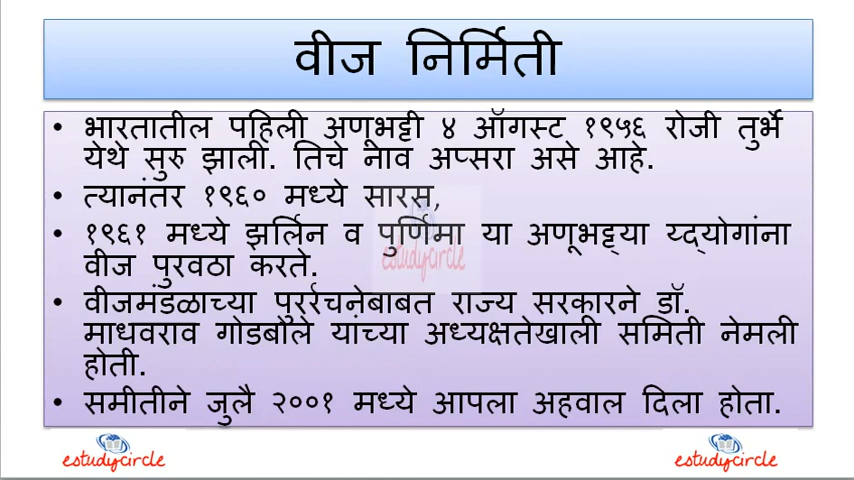 वीज निर्मिती
• भारतातील पहिली अणूभट्टी ४ ऑगस्ट १९५६ रोजी तुर्भे
येथे सुरु झाली. तिचे नाव अप्सरा असे आहे.
• त्यानंतर १९६० मध्ये सारस,
• १९६१ मध्ये झर्लिन व पुर्णिमा या अणूभट्ट्या य्द्योगांना
वीज पुरवठा करते.
• वीजमंडळाच्या पुर्रचनेबाबत राज्य सरकारने डॉ.
माधवराव गोडबोले यांच्या अध्यक्षतेखाली समिती नेमली
होती.
• समीतीने जुलै २००१ मध्ये आपला अहवाल दिला होता.
estudycircle
estudycircle
estudycircle